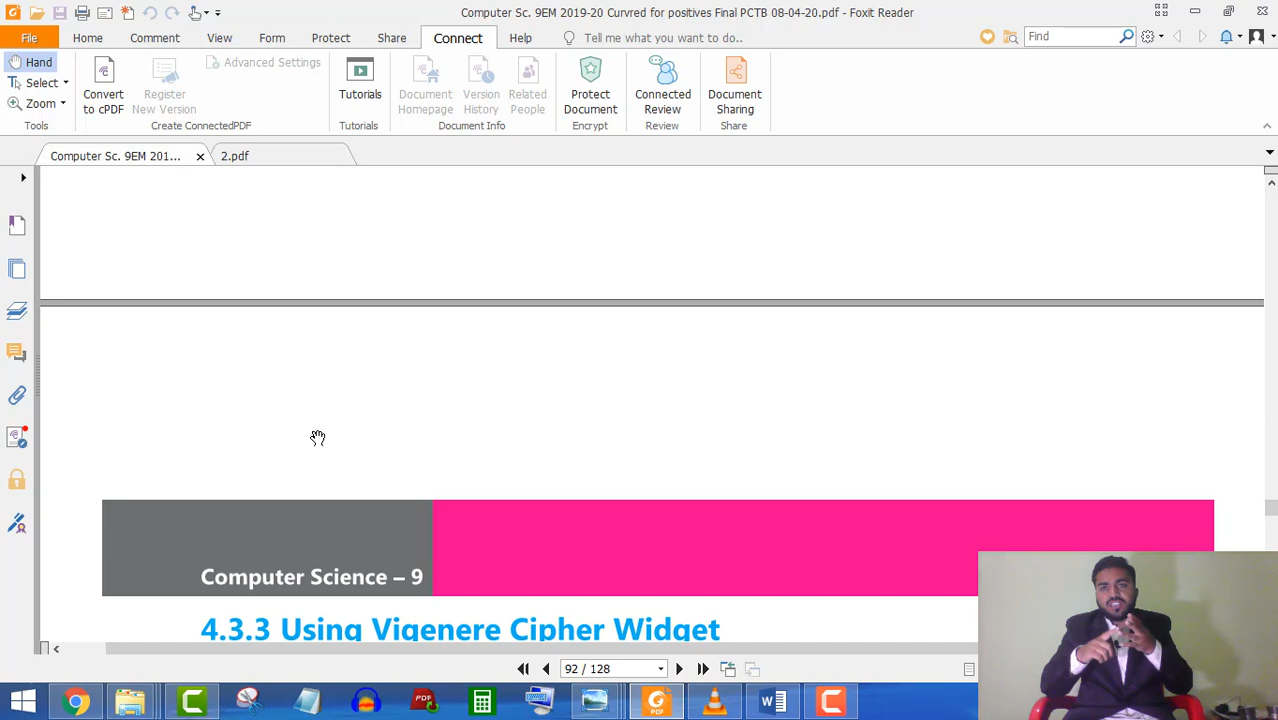 Computer Sc. 9EM 2019-20 Curvred for positives Final PCTB 08-04-20.pdf - Foxit Reader
File Home Comment View Form Protect Share Connect Help Tell me what you want to do.. Find
Hand
Select
Zoom
Tools
Convert to cPDF
Register New Version
Advanced Settings
Create ConnectedPDF
Tutorials
Tutorials
Document Homepage
Version History
Related People
Document Info
Protect Document
Encrypt
Connected Review
Review
Document Sharing
Share
Computer Sc. 9EM 201... 2.pdf
Computer Science – 9
4.3.3 Using Vigenere Cipher Widget
92 / 128